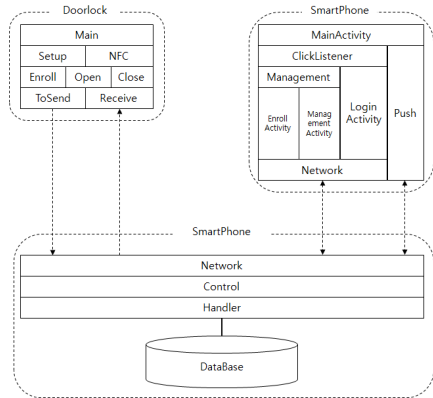 Doorlock
Main
Setup NFC
Enroll Open Close
ToSend Receive
SmartPhone
MainActivity
ClickListener
Management
Enroll
Activity
Manag
ement
Activity
Login
Activity
Push
Network
SmartPhone
Network
Control
Handler
DataBase